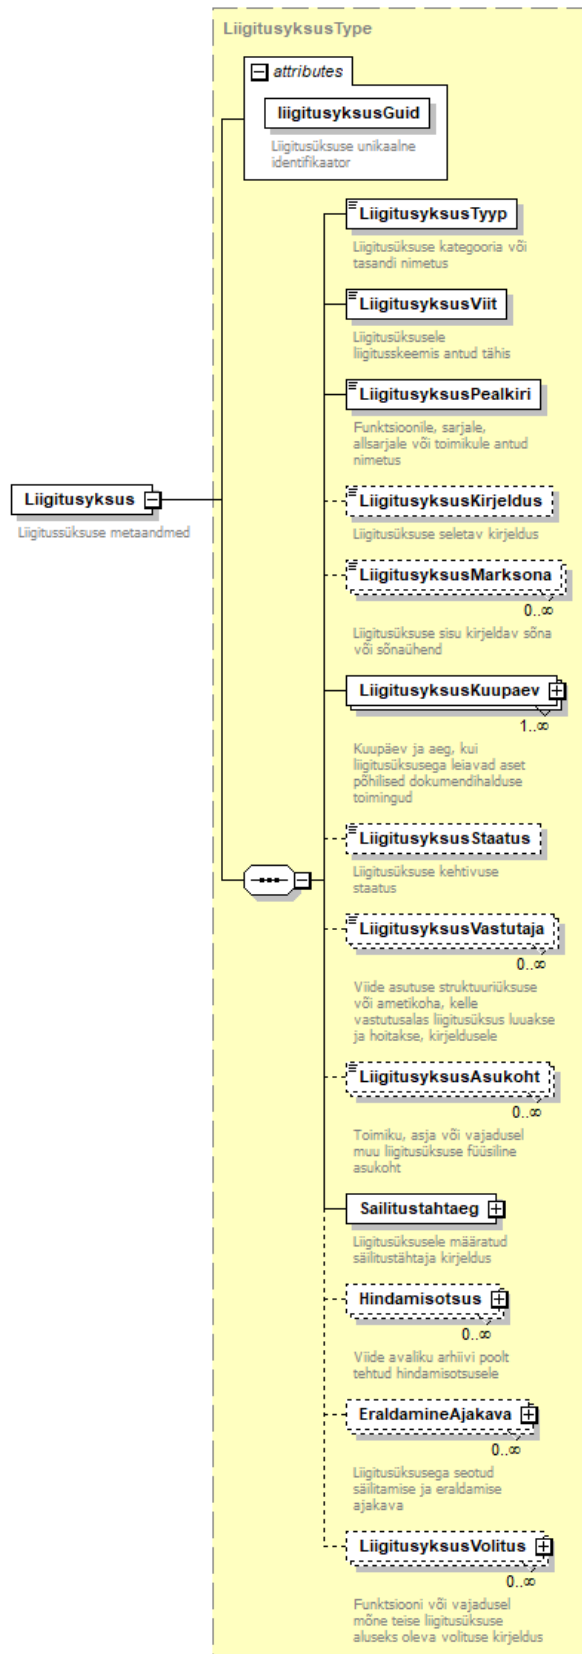 LiigitusyksusType
attributes
liigitusyksusGuid
Liigitusüksuse unikaalne
identifikaator
LiigitusyksusTyyp
Liigitusüksuse kategooria või
tasandi nimetus
LiigitusyksusViit
Liigitusüksusele
liigitusskeemis antud tähis
LiigitusyksusPealkiri
Funktsioonile, sarjale,
allsarjale või toimikule antud
nimetus
Liigitusyksus
Liigitussüksuse metaandmed
LiigitusyksusKirjeldus
Liigitusüksuse seletav kirjeldus
LiigitusyksusMarksona
0..∞
Liigitusüksuse sisu kirjeldav sõna
või sõnaühend
LiigitusyksusKuupaev
1..∞
Kuupäev ja aeg, kui
liigitusüksusega leiavad aset
põhilised dokumendihalduse
toimingud
LiigitusyksusStaatus
Liigitusüksuse kehtivuse
staatus
LiigitusyksusVastutaja
0..∞
Viide asutuse struktuuriüksuse
või ametikoha, kelle
vastutusalas liigitusüksus luuakse
ja hoitakse, kirjeldusele
LiigitusyksusAsukoht
0..∞
Toimiku, asja või vajadusel
muu liigitusüksuse füüsiline
asukoht
Sailitustahtaeg
Liigitusüksusele määratud
säilitustähtaja kirjeldus
Hindamisotsus
0..∞
Viide avaliku arhiivi poolt
tehtud hindamisotsusele
EraldamineAjakava
0..∞
Liigitusüksusega seotud
säilitamise ja eraldamise
ajakava
LiigitusyksusVolitus
0..∞
Funktsiooni või vajadusel
mõne teise liigitusüksuse
aluseks oleva volituse kirjeldus